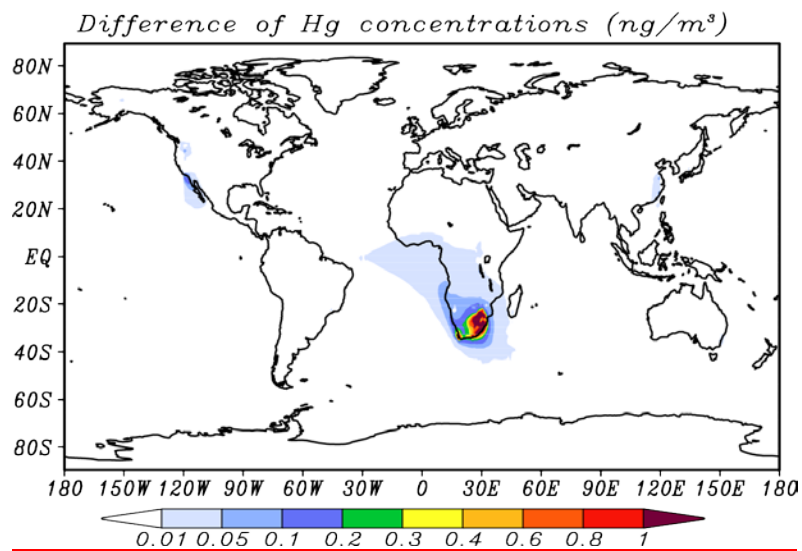 Difference of Hg concentrations (ng/m³)
80N
60N
40N
20N
EQ
20S
40S
60S
80S
180 150W 120W 90W 60W 30W 0 30E 60E 90E 120E 150E 180
0.01 0.05 0.1 0.2 0.3 0.4 0.6 0.8 1